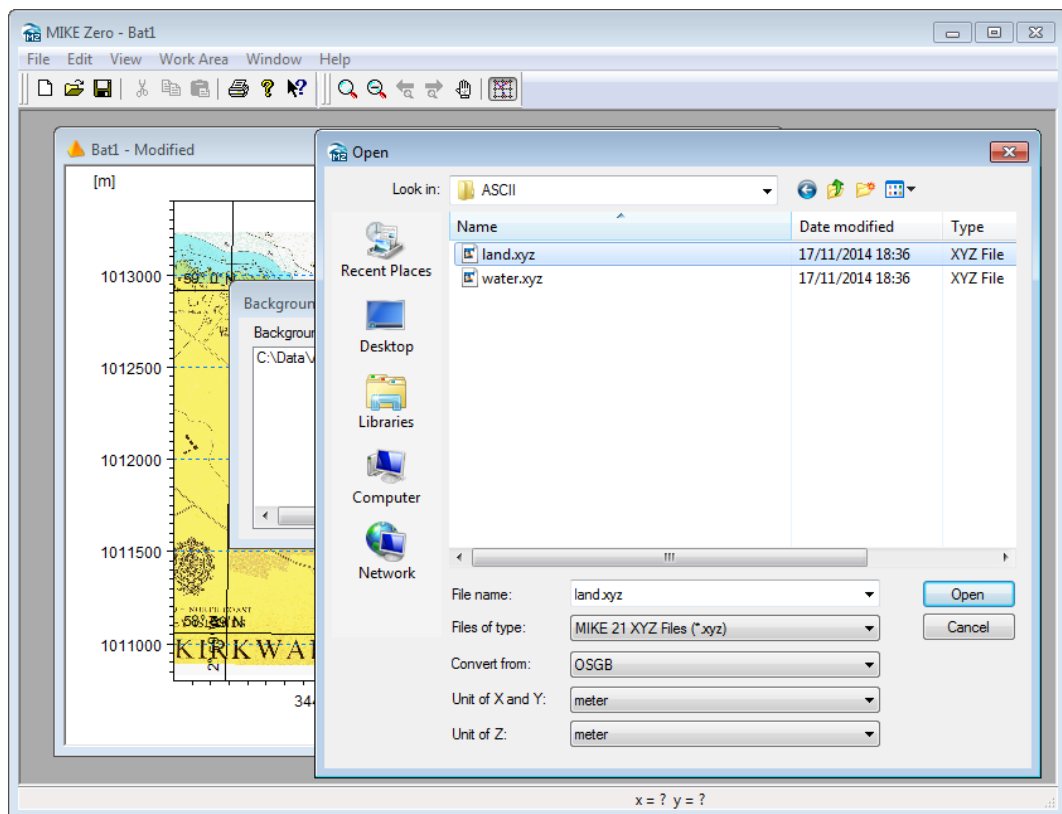 MIKE Zero - Bat1
File Edit View Work Area Window Help
Bat1 - Modified
[m]
1013000
1012500
1012000
1011500
1011000
59° 0' N
KIRKWAL
344
Backgroun
Backgroun
C:\Data\
Open
Look in: ASCII
Recent Places
Desktop
Libraries
Computer
Network
Name Date modified Type
land.xyz 17/11/2014 18:36 XYZ File
water.xyz 17/11/2014 18:36 XYZ File
File name: land.xyz Open
Files of type: MIKE 21 XYZ Files (*.xyz) Cancel
Convert from: OSGB
Unit of X and Y: meter
Unit of Z: meter
x = ? y = ?